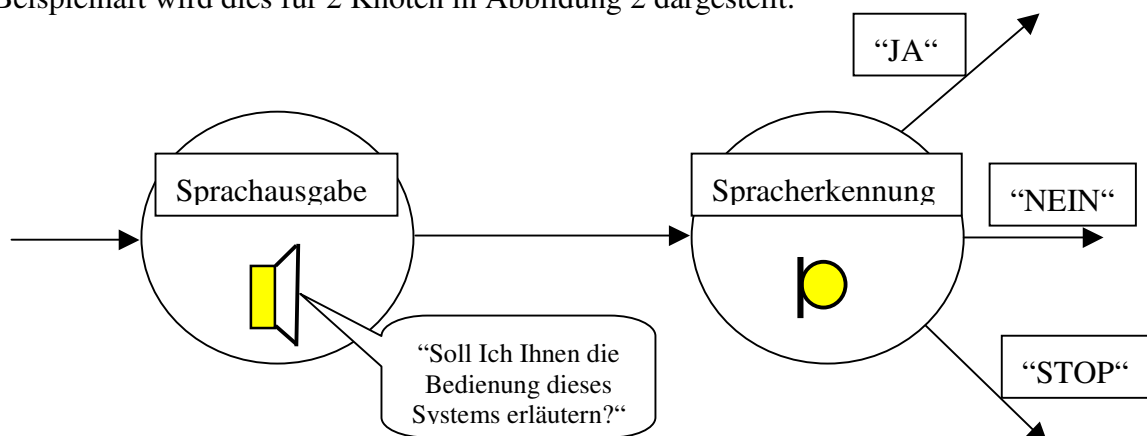 Beispielhaft wird dies für 2 Knoten in Abbildung 2 dargestellt:
“JA“
Sprachausgabe
Spracherkennung
“NEIN“
“Soll Ich Ihnen die
Bedienung dieses
Systems erläutern?“
“STOP“